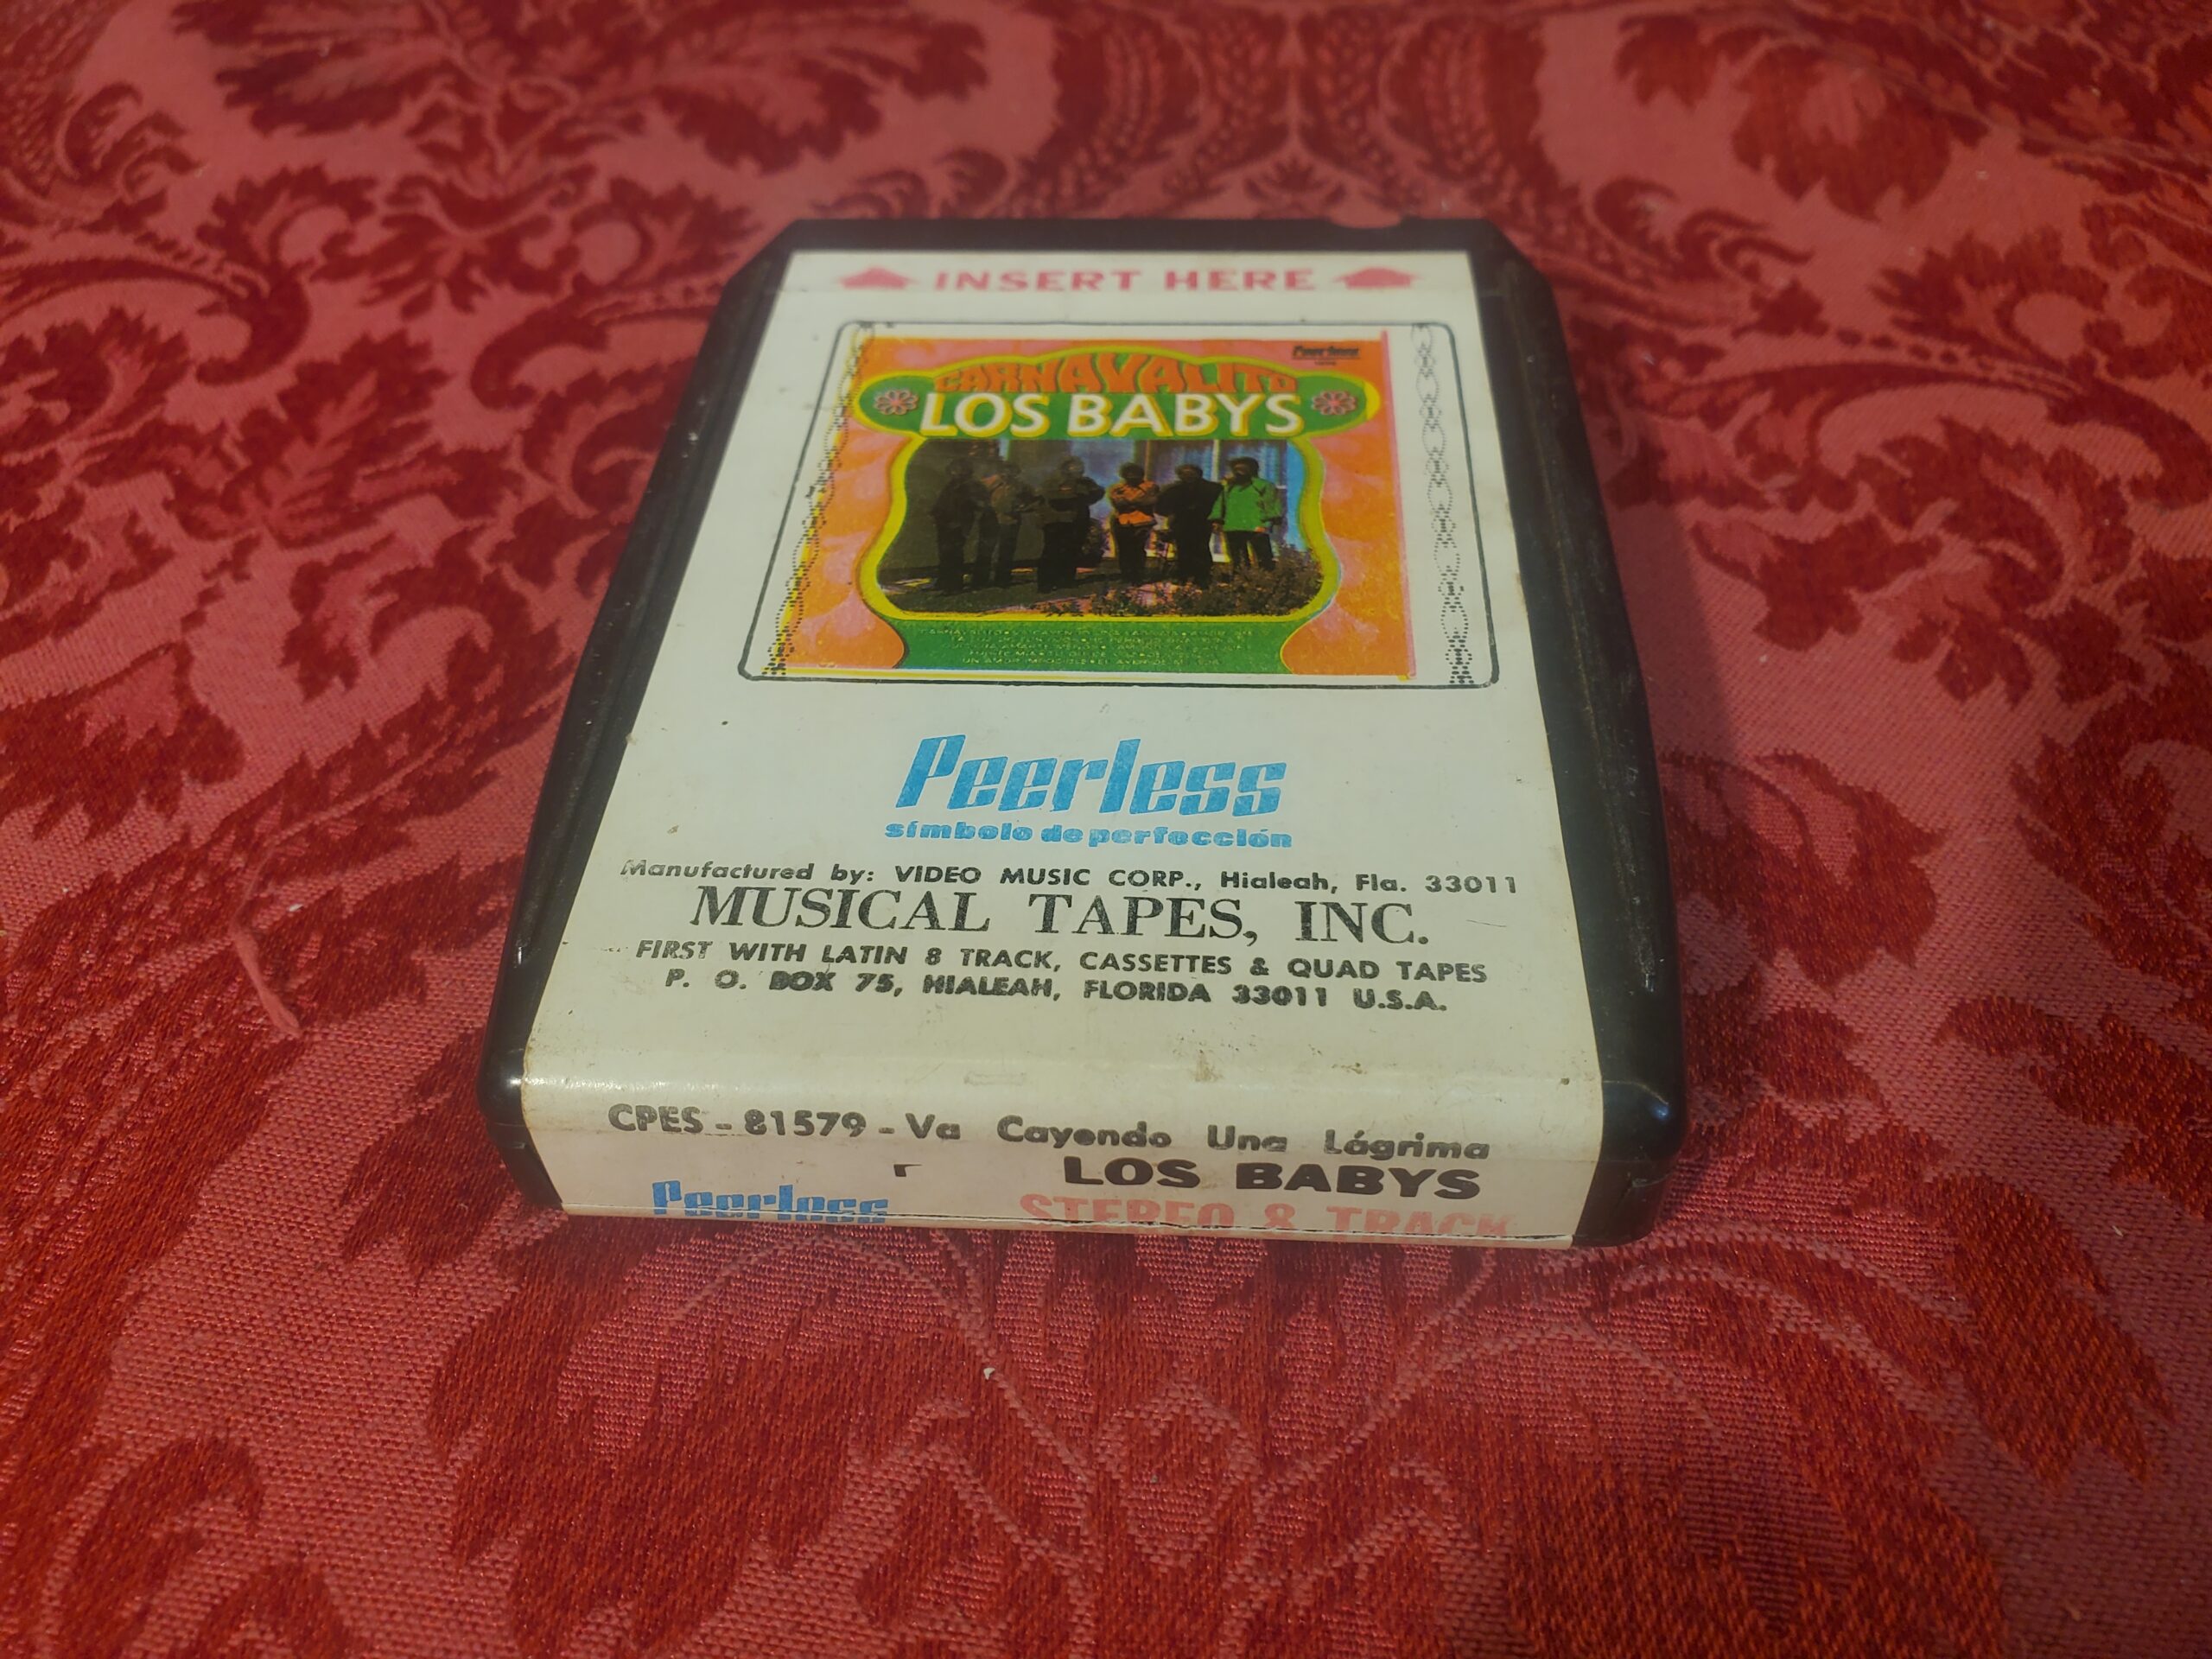 INSERT HERE
Peerless
CARNAVALITO
LOS BABYS
Peerless
símbolo de perfección
Manufactured by: VIDEO MUSIC CORP., Hialeah, Fla. 33011
MUSICAL TAPES, INC.
FIRST WITH LATIN 8 TRACK, CASSETTES & QUAD TAPES
P. O. BOX 75, HIALEAH, FLORIDA 33011 U.S.A.
CPES - 81579 - Va Cayendo Una Lágrima
LOS BABYS
Peerless STEREO 8 TRACK